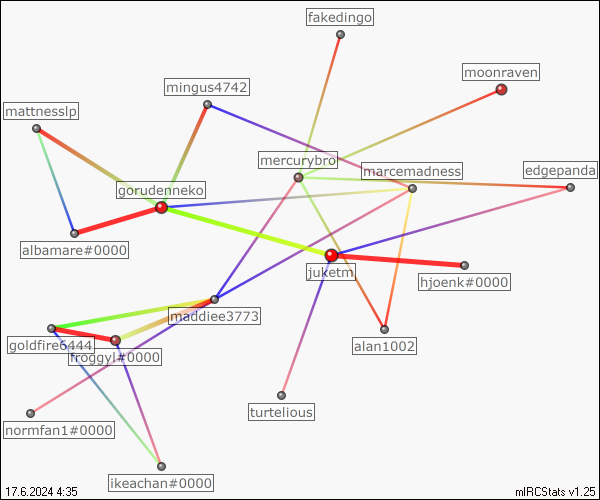 fakedingo
moonraven
mingus4742
mattnesslp
mercurybro
marcemadness
edgepanda
gorudenneko
albamare#0000
juketm
hjoenk#0000
maddiee3773
goldfire6444
froggyl#0000
alan1002
turtelious
normfan1#0000
ikeachan#0000
17.6.2024 4:35
mIRCStats v1.25